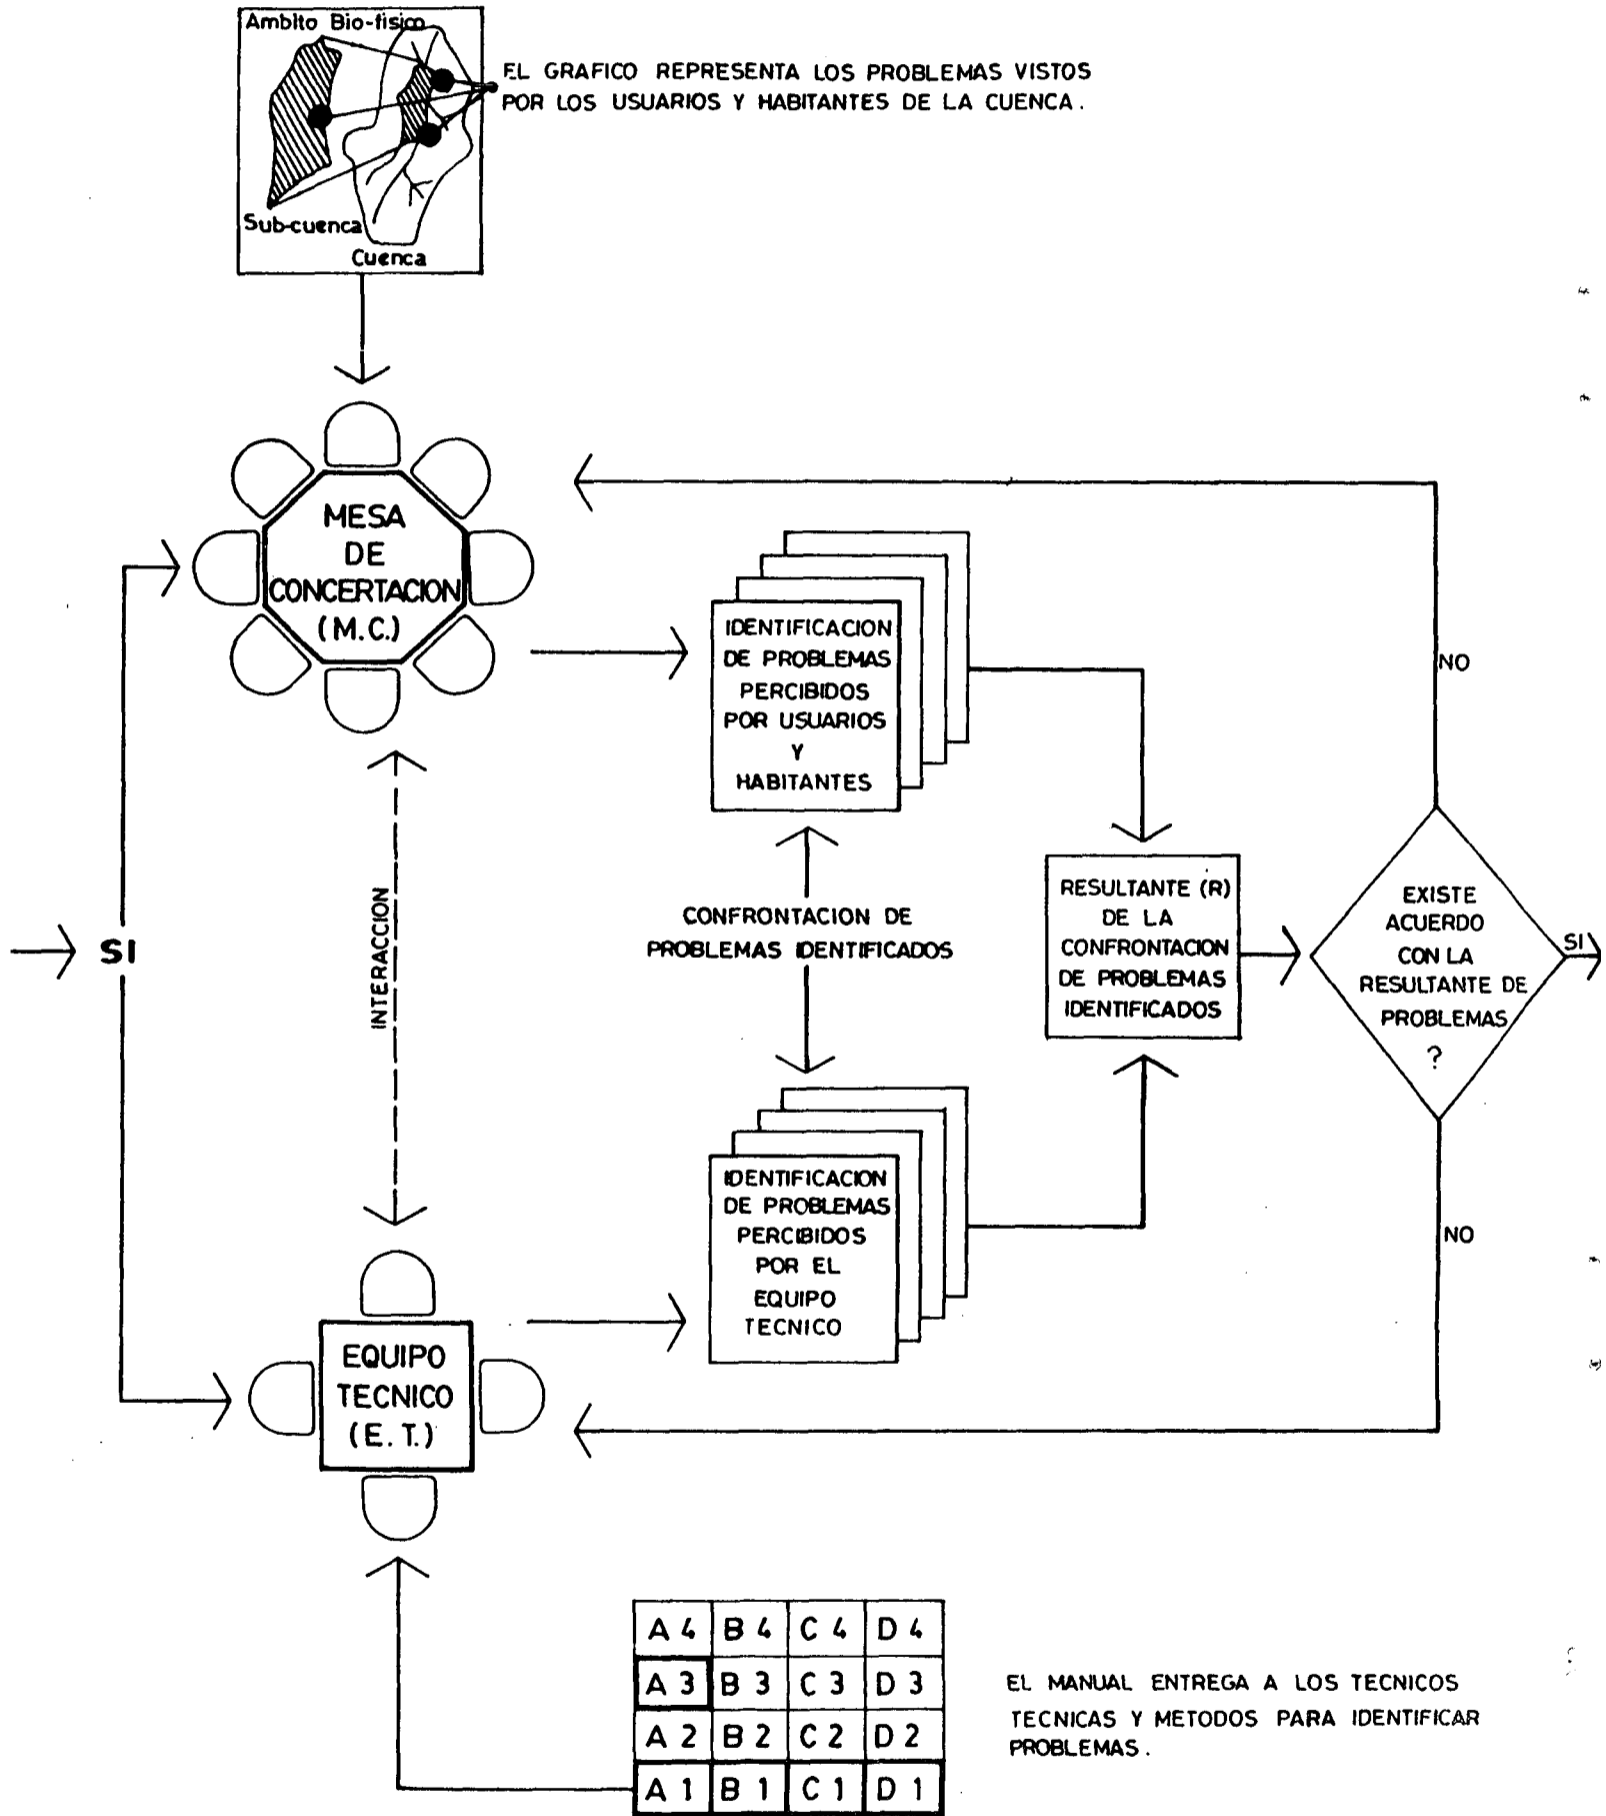 Ambito Bio-fisico
EL GRAFICO REPRESENTA LOS PROBLEMAS VISTOS
POR LOS USUARIOS Y HABITANTES DE LA CUENCA.
Sub-cuenca
Cuenca
MESA
DE
CONCERTACION
(M.C.)
IDENTIFICACION
DE PROBLEMAS
PERCIBIDOS
POR USUARIOS
Y
HABITANTES
NO
SI
INTERACCION
CONFRONTACION DE
PROBLEMAS IDENTIFICADOS
RESULTANTE (R)
DE LA
CONFRONTACION
DE PROBLEMAS
IDENTIFICADOS
EXISTE
ACUERDO
CON LA
RESULTANTE DE
PROBLEMAS
?
SI
IDENTIFICACION
DE PROBLEMAS
PERCIBIDOS
POR EL
EQUIPO
TECNICO
NO
EQUIPO
TECNICO
(E. T.)
A 4 B 4 C 4 D 4
A 3 B 3 C 3 D 3
A 2 B 2 C 2 D 2
A 1 B 1 C 1 D 1
EL MANUAL ENTREGA A LOS TECNICOS
TECNICAS Y METODOS PARA IDENTIFICAR
PROBLEMAS.